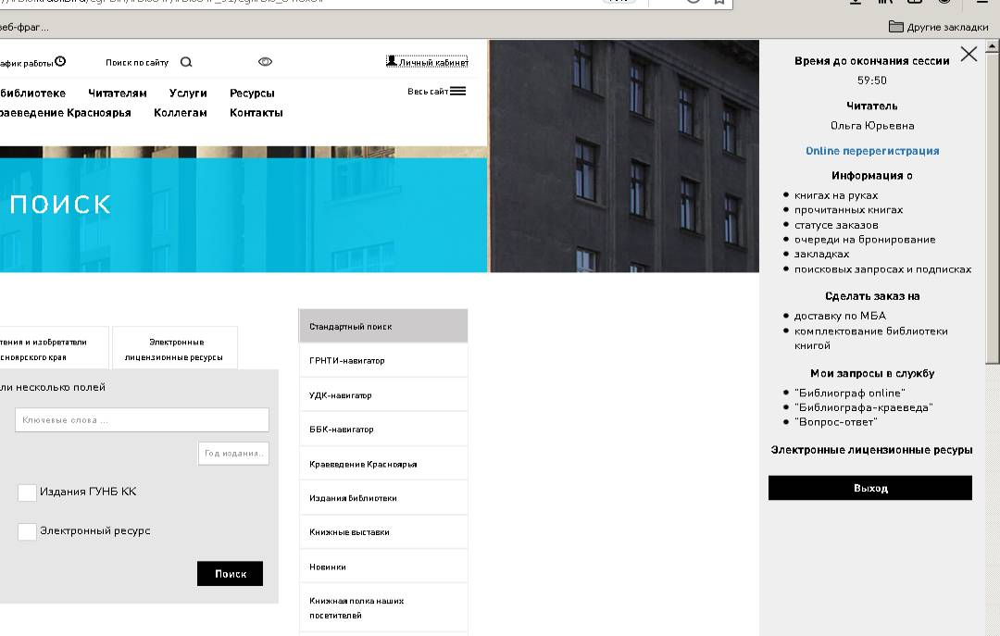 веб-фраг...
Другие закладки
афик работы
Поиск по сайту
Личный кабинет
библиотеке Читателям Услуги Ресурсы
Весь сайт
раеведение Красноярья Коллегам Контакты
ПОИСК
тения и изобретатели
сноярского края
Электронные
лицензионные ресурсы
ли несколько полей
Ключевые слова ...
Год издания..
Издания ГУНБ КК
Электронный ресурс
Поиск
Стандартный поиск
ГРНТИ-навигатор
УДК-навигатор
ББК-навигатор
Краеведение Красноярья
Издания библиотеки
Книжные выставки
Новинки
Книжная полка наших
посетителей
Время до окончания сессии
59:50
Читатель
Ольга Юрьевна
Online перерегистрация
Информация о
книгах на руках
прочитанных книгах
статусе заказов
очереди на бронирование
закладках
поисковых запросах и подписках
Сделать заказ на
доставку по МБА
комплектование библиотеки
книгой
Мои запросы в службу
"Библиограф online"
"Библиографа-краеведа"
"Вопрос-ответ"
Электронные лицензионные ресуры
Выход